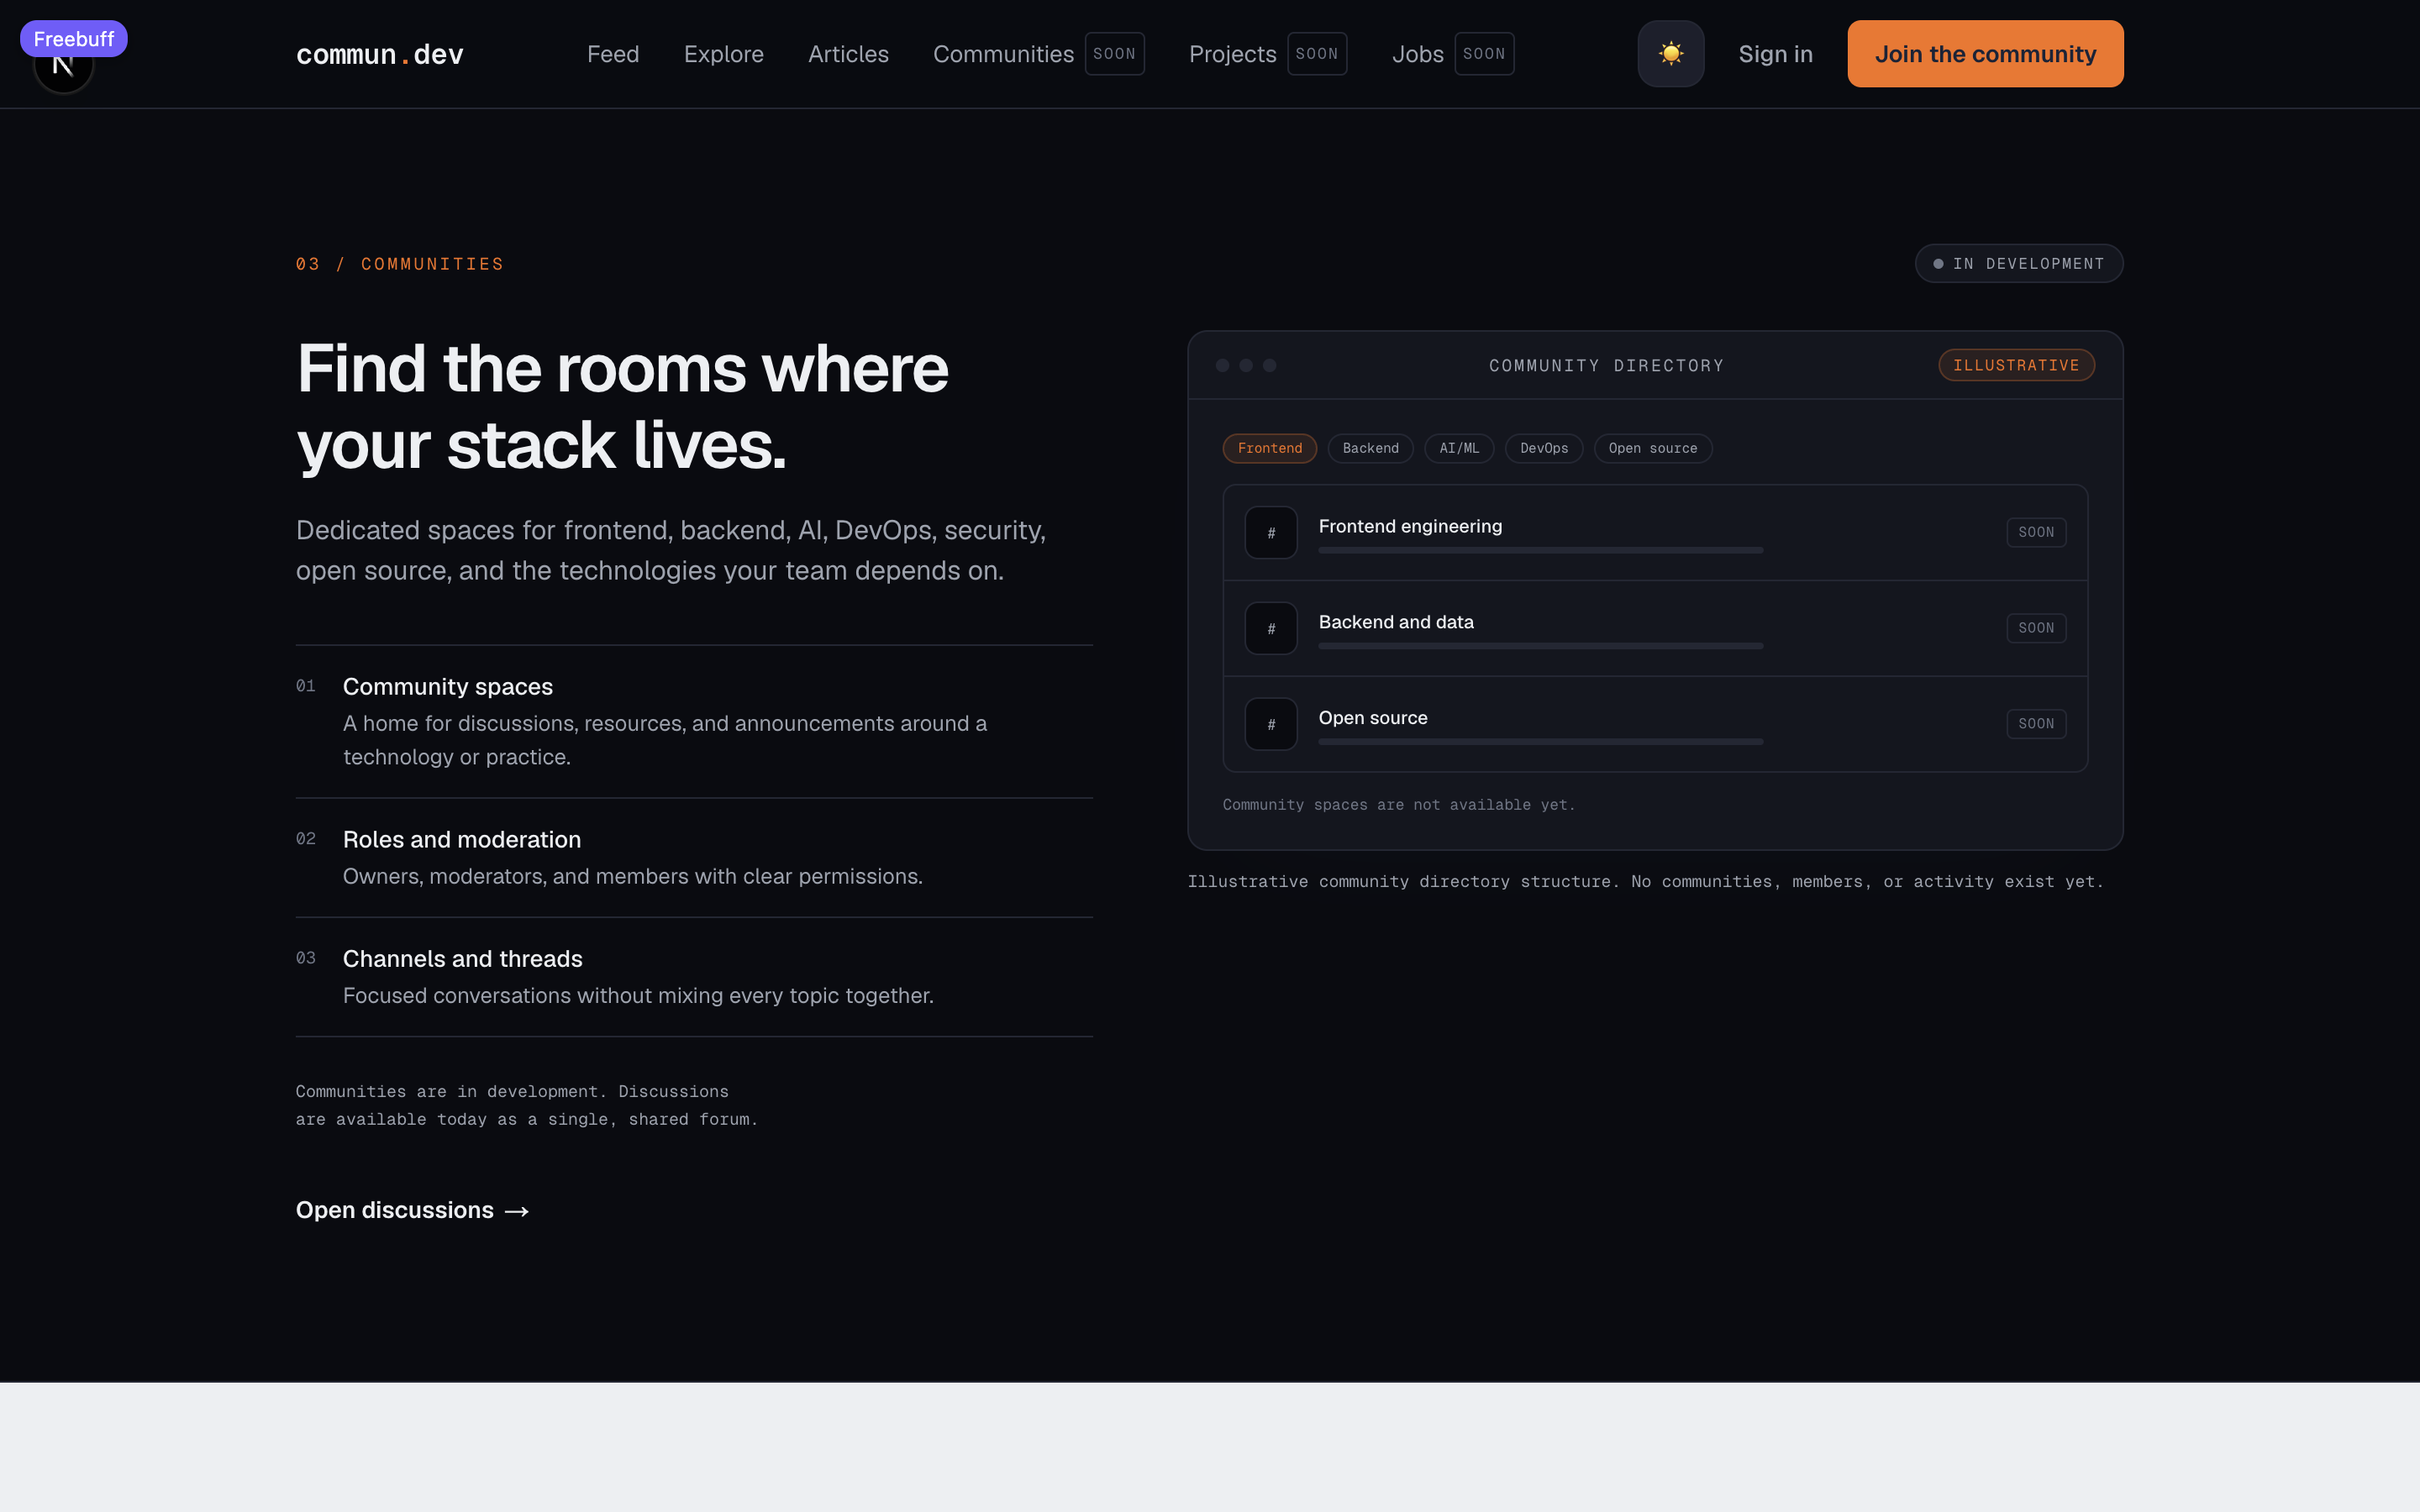 Freebuff
commun.dev
Feed
Explore
Articles
Communities SOON
Projects SOON
Jobs SOON
Sign in
Join the community
03 / COMMUNITIES
IN DEVELOPMENT
Find the rooms where
your stack lives.
Dedicated spaces for frontend, backend, AI, DevOps, security,
open source, and the technologies your team depends on.
01 Community spaces
A home for discussions, resources, and announcements around a
technology or practice.
02 Roles and moderation
Owners, moderators, and members with clear permissions.
03 Channels and threads
Focused conversations without mixing every topic together.
Communities are in development. Discussions
are available today as a single, shared forum.
Open discussions →
COMMUNITY DIRECTORY
ILLUSTRATIVE
Frontend
Backend
AI/ML
DevOps
Open source
# Frontend engineering SOON
# Backend and data SOON
# Open source SOON
Community spaces are not available yet.
Illustrative community directory structure. No communities, members, or activity exist yet.